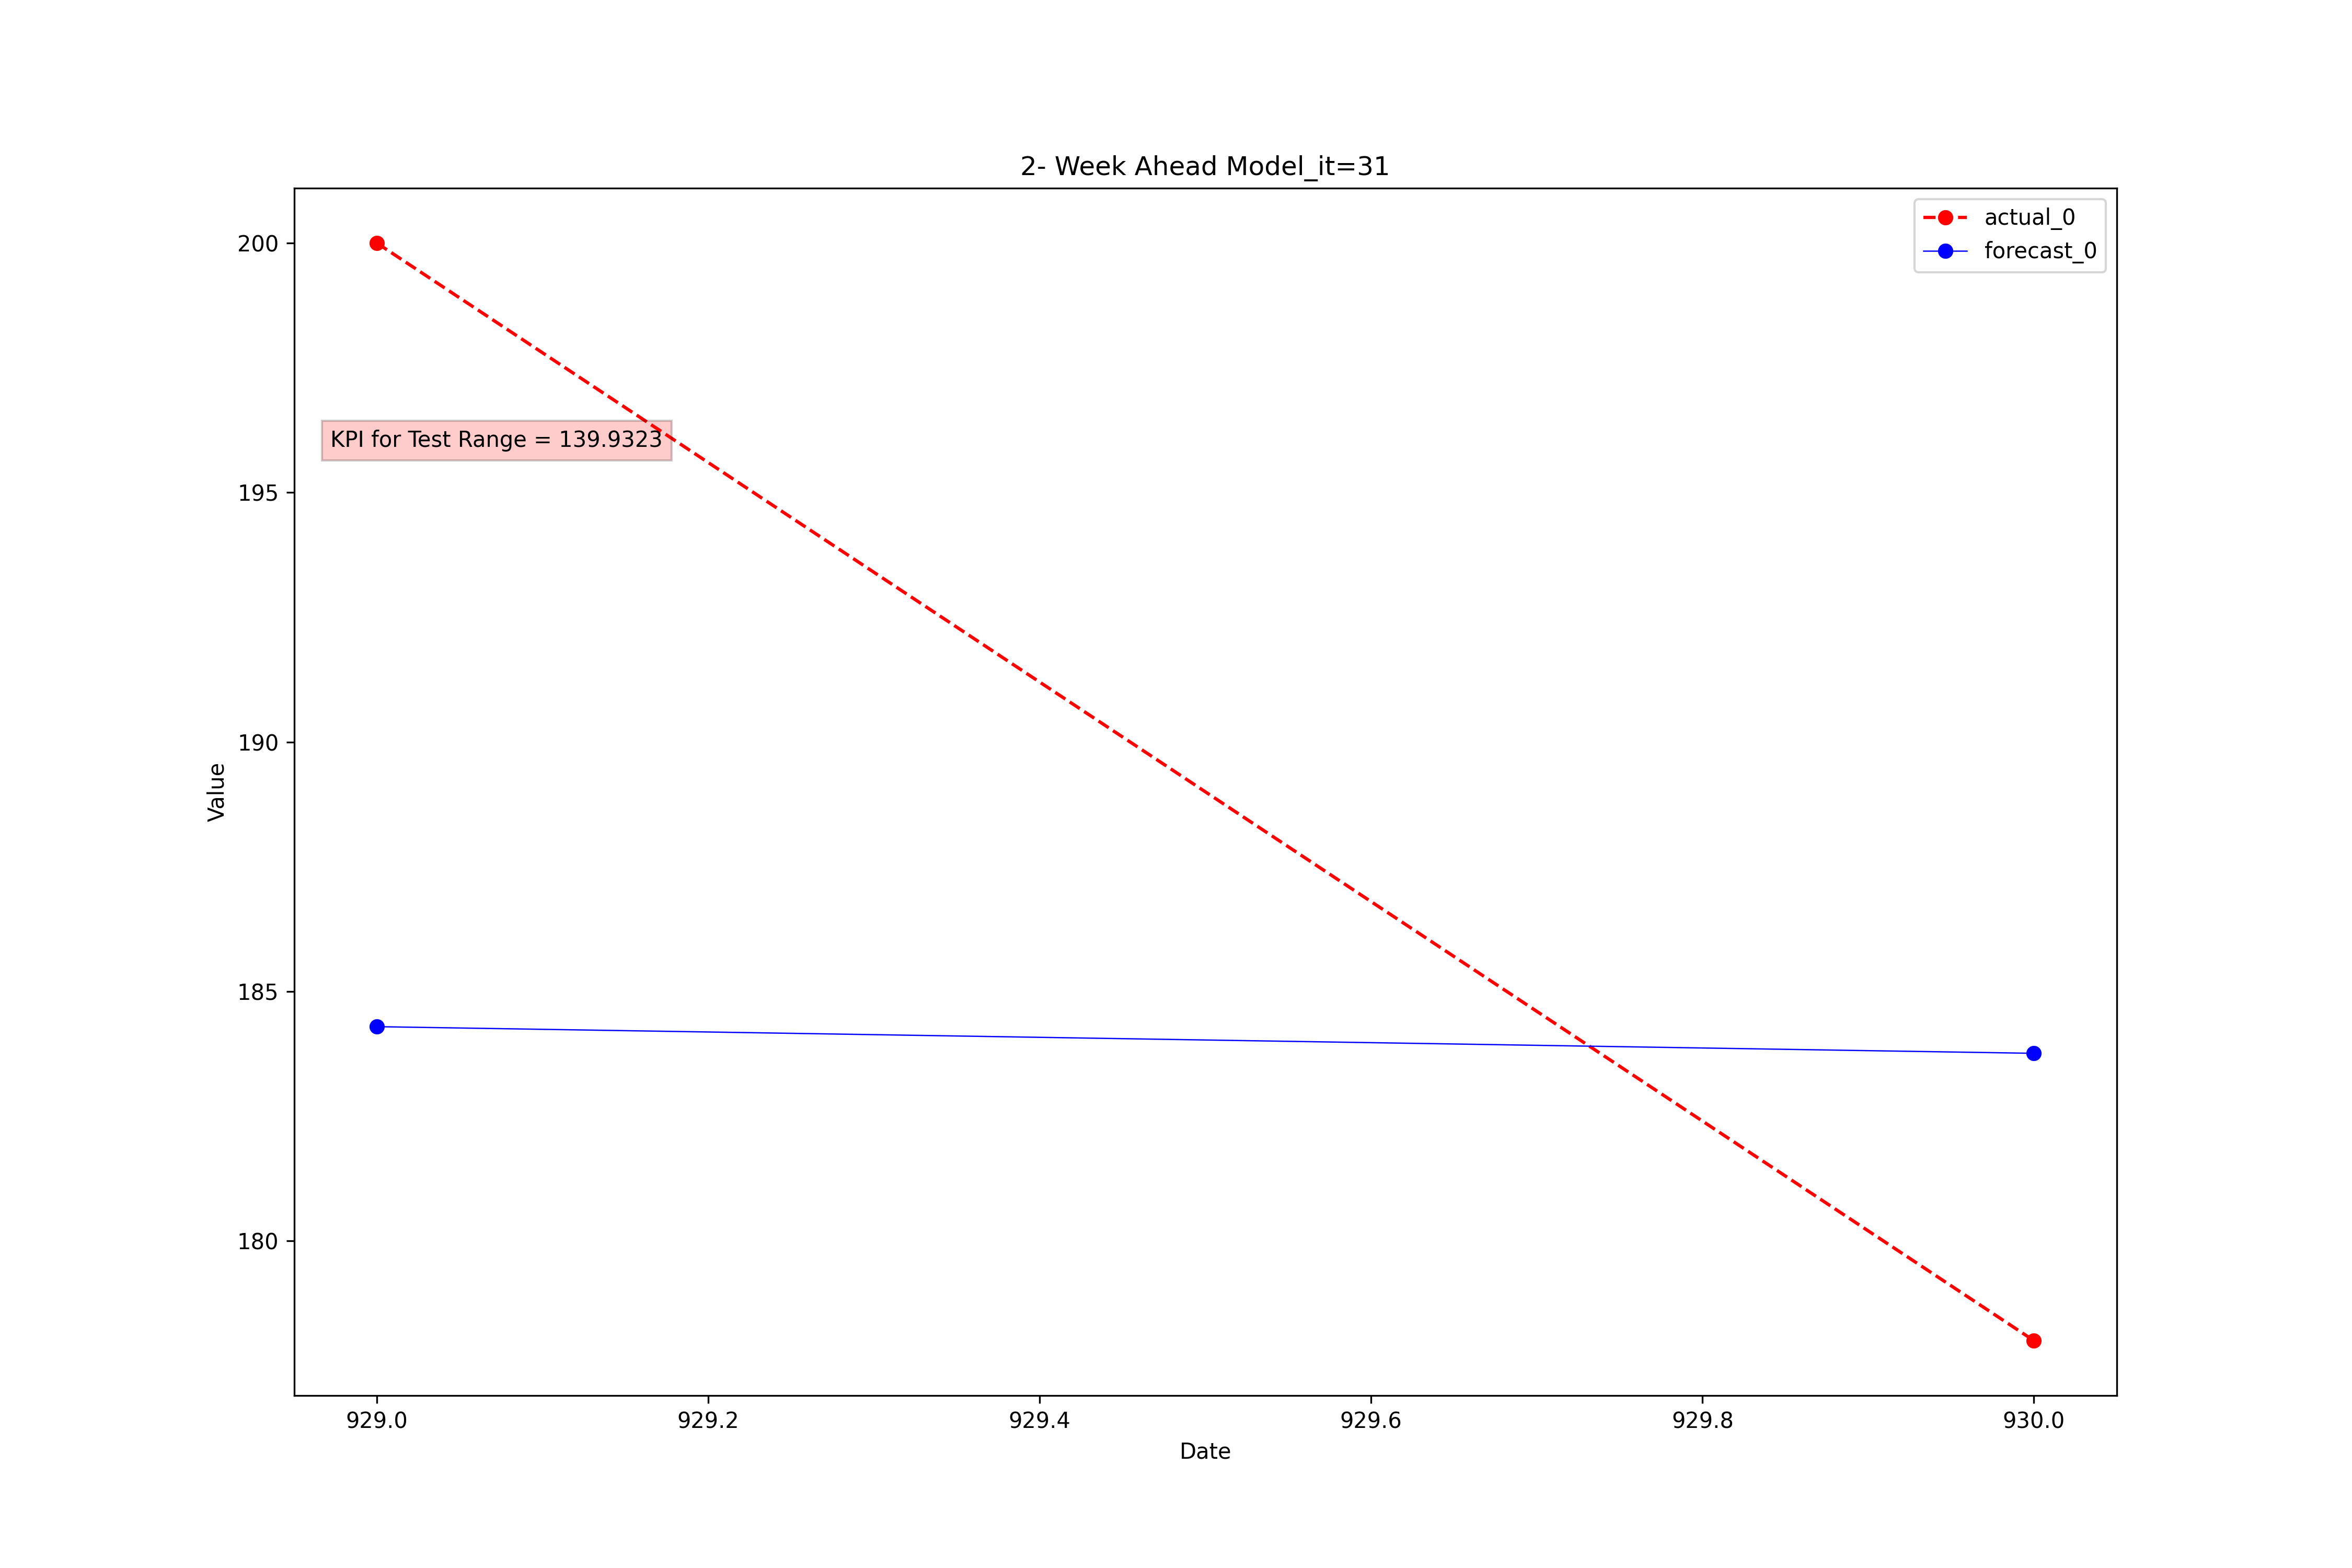 2- Week Ahead Model_it=31
actual_0
forecast_0
KPI for Test Range = 139.9323
200
195
190
185
180
Value
929.0 929.2 929.4 929.6 929.8 930.0
Date